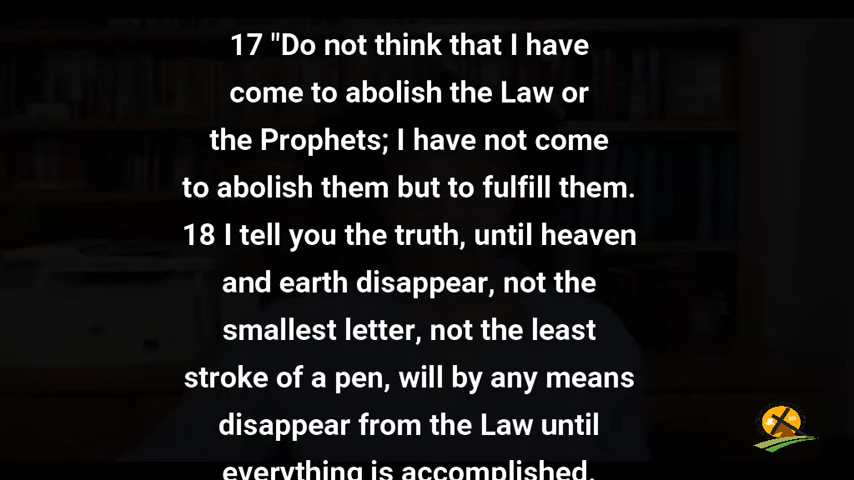 17 "Do not think that I have
come to abolish the Law or
the Prophets; I have not come
to abolish them but to fulfill them.
18 I tell you the truth, until heaven
and earth disappear, not the
smallest letter, not the least
stroke of a pen, will by any means
disappear from the Law until
everything is accomplished.